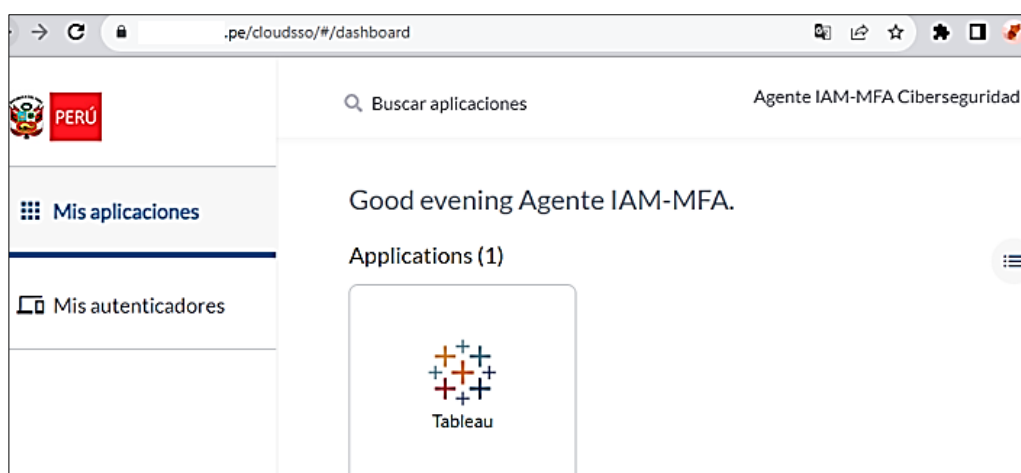 .pe/cloudsso/#/dashboard
PERÚ
Buscar aplicaciones
Agente IAM-MFA Ciberseguridad
Mis aplicaciones
Good evening Agente IAM-MFA.
Applications (1)
Mis autenticadores
Tableau